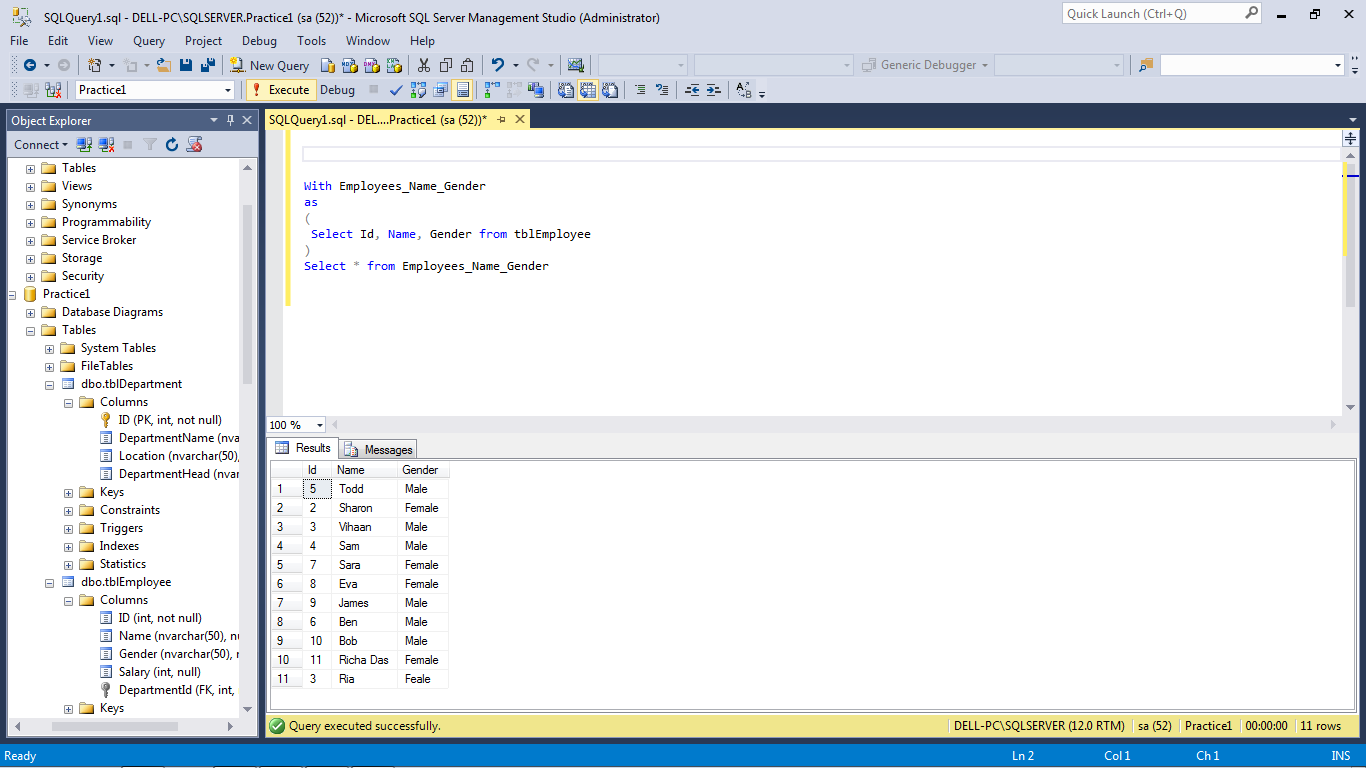 SQLQuery1.sql - DELL-PC\SQLSERVER.Practice1 (sa (52))* - Microsoft SQL Server Management Studio (Administrator)
Quick Launch (Ctrl+Q)
File Edit View Query Project Debug Tools Window Help
New Query
Generic Debugger
Practice1
Execute
Debug
Object Explorer
Connect
Tables
Views
Synonyms
Programmability
Service Broker
Storage
Security
Practice1
Database Diagrams
Tables
System Tables
FileTables
dbo.tblDepartment
Columns
ID (PK, int, not null)
DepartmentName (nva
Location (nvarchar(50),
DepartmentHead (nvar
Keys
Constraints
Triggers
Indexes
Statistics
dbo.tblEmployee
Columns
ID (int, not null)
Name (nvarchar(50), nu
Gender (nvarchar(50), n
Salary (int, null)
DepartmentId (FK, int,
Keys
SQLQuery1.sql - DEL....Practice1 (sa (52))*
With Employees_Name_Gender
as
(
Select Id, Name, Gender from tblEmployee
)
Select * from Employees_Name_Gender
100 %
Results Messages
Id Name Gender
1 5 Todd Male
2 2 Sharon Female
3 3 Vihaan Male
4 4 Sam Male
5 7 Sara Female
6 8 Eva Female
7 9 James Male
8 6 Ben Male
9 10 Bob Male
10 11 Richa Das Female
11 3 Ria Feale
Query executed successfully.
DELL-PC\SQLSERVER (12.0 RTM) sa (52) Practice1 00:00:00 11 rows
Ready
Ln 2 Col 1 Ch 1 INS